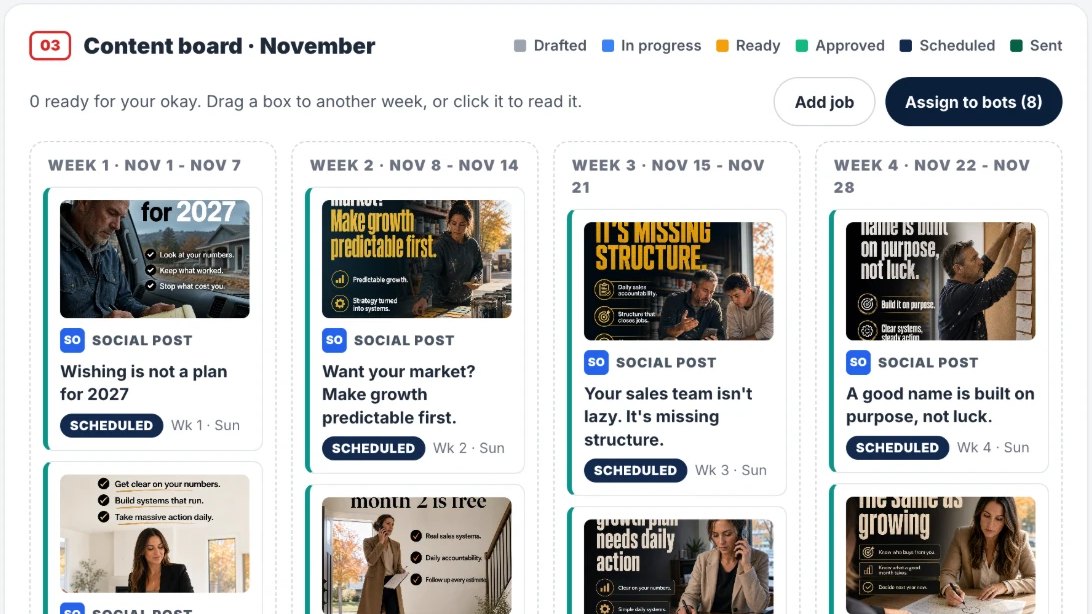 03 Content board · November
Drafted In progress Ready Approved Scheduled Sent
0 ready for your okay. Drag a box to another week, or click it to read it.
Add job
Assign to bots (8)
WEEK 1 · NOV 1 - NOV 7
for 2027
Look at your numbers.
Keep what worked.
Stop what cost you.
SO SOCIAL POST
Wishing is not a plan
for 2027
SCHEDULED Wk 1 · Sun
Get clear on your numbers.
Build systems that run.
Take massive action daily.
SO SOCIAL POST
WEEK 2 · NOV 8 - NOV 14
market?
Make growth
predictable first.
Predictable growth.
Strategy turned
into systems.
SO SOCIAL POST
Want your market?
Make growth
predictable first.
SCHEDULED Wk 2 · Sun
month 2 is free
Real sales systems.
Daily accountability.
Follow up every estimate.
WEEK 3 · NOV 15 - NOV
21
IT'S MISSING
STRUCTURE.
Daily sales
accountability.
Structure that
closes jobs.
SO SOCIAL POST
Your sales team isn't
lazy. It's missing
structure.
SCHEDULED Wk 3 · Sun
growth plan
needs daily
action
Clear on your numbers.
Simple daily systems.
WEEK 4 · NOV 22 - NOV
28
name is built
on purpose,
not luck.
Build it on purpose.
Clear systems,
steady action.
SO SOCIAL POST
A good name is built on
purpose, not luck.
SCHEDULED Wk 4 · Sun
the same as
growing
Know who buys from you.
Know what a good
month sales.
Decide next year now.